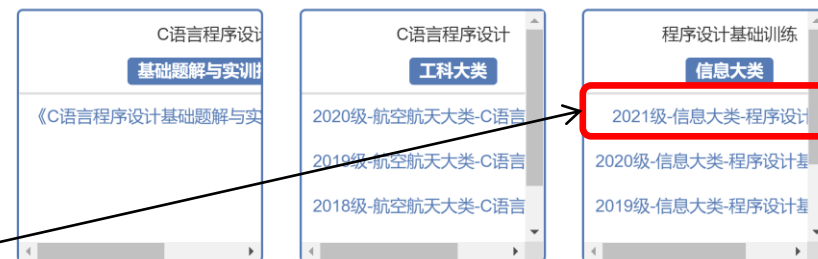 C语言程序设
基础题解与实训
《C语言程序设计基础题解与实
C语言程序设计
工科大类
2020级-航空航天大类-C语言
2019级-航空航天大类-C语言
2018级-航空航天大类-C语言
程序设计基础训练
信息大类
2021级-信息大类-程序设计
2020级-信息大类-程序设计基
2019级-信息大类-程序设计基